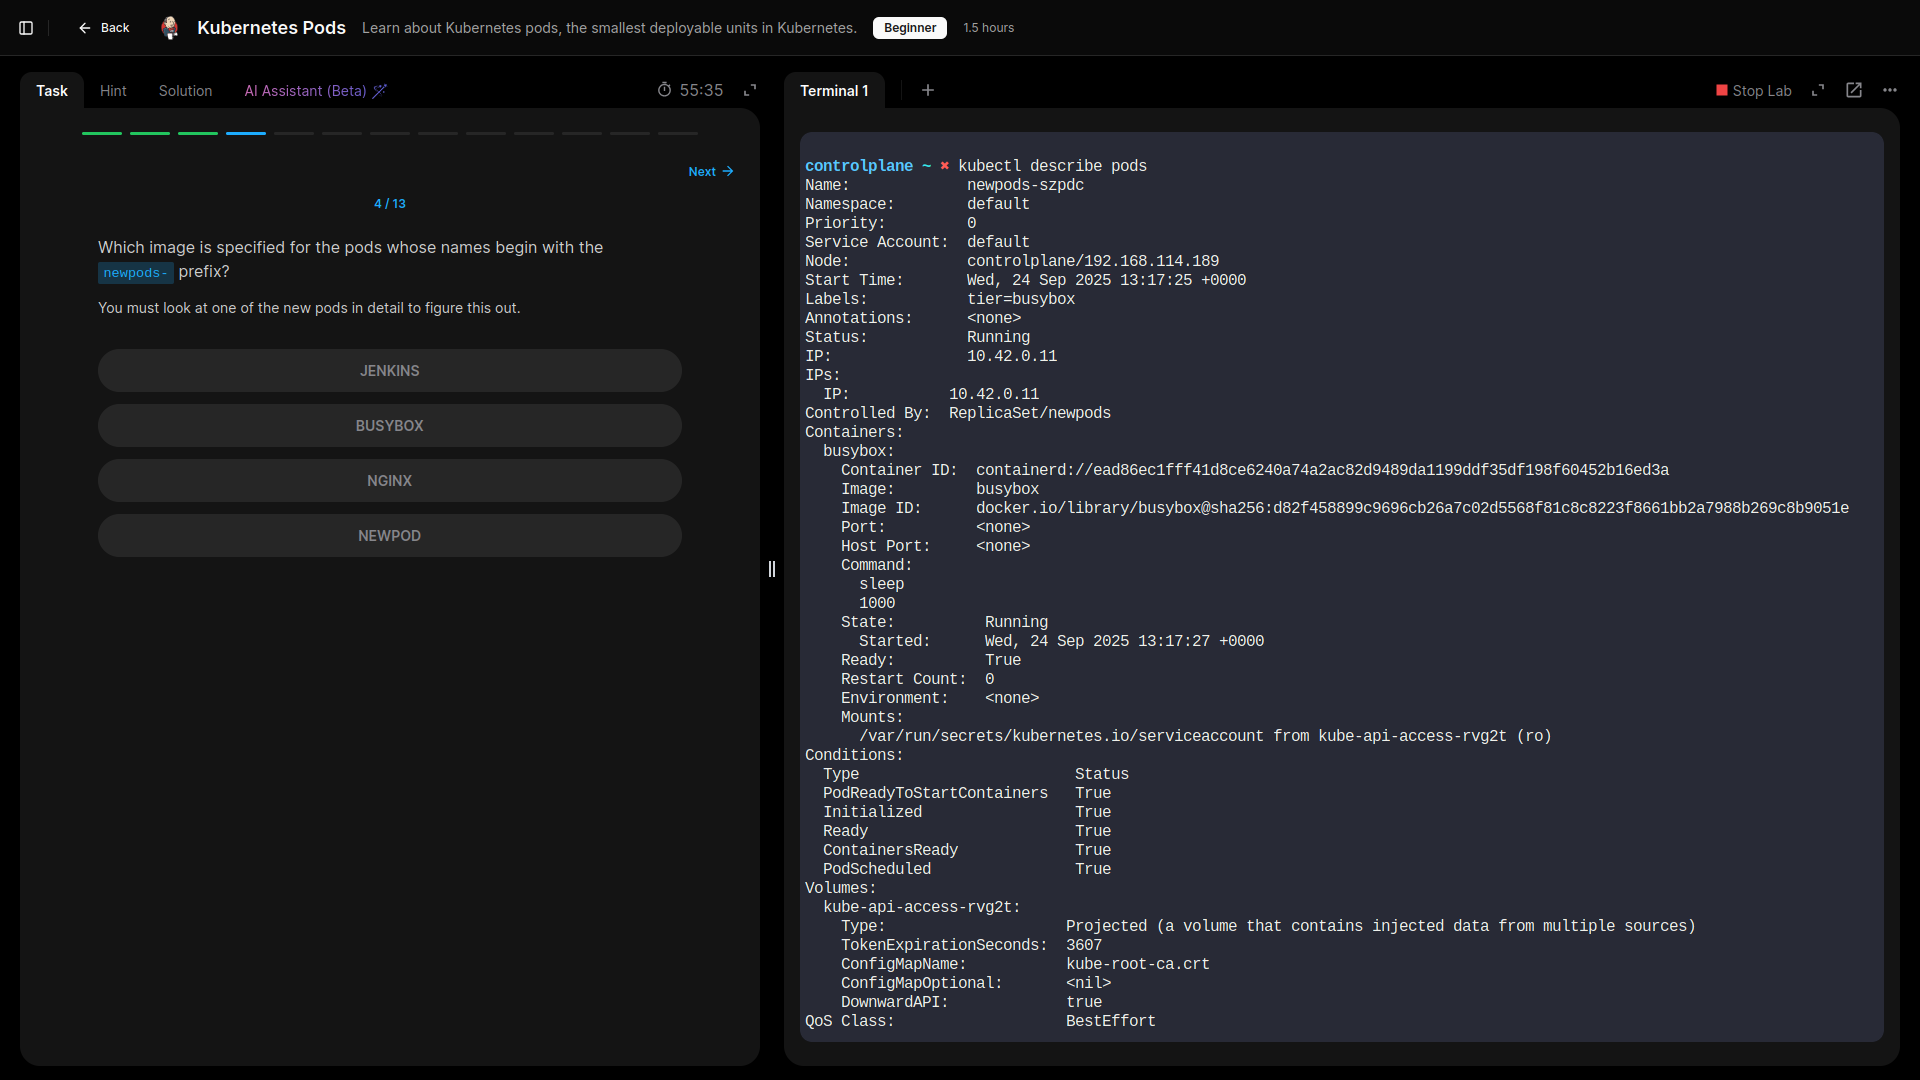 Back
Kubernetes Pods
Learn about Kubernetes pods, the smallest deployable units in Kubernetes.
Beginner
1.5 hours
Task
Hint
Solution
AI Assistant (Beta)
55:35
Next
4 / 13
Which image is specified for the pods whose names begin with the
newpods- prefix?
You must look at one of the new pods in detail to figure this out.
JENKINS
BUSYBOX
NGINX
NEWPOD
Terminal 1
Stop Lab
controlplane ~ ✖ kubectl describe pods
Name:             newpods-szpdc
Namespace:        default
Priority:         0
Service Account:  default
Node:             controlplane/192.168.114.189
Start Time:       Wed, 24 Sep 2025 13:17:25 +0000
Labels:           tier=busybox
Annotations:      <none>
Status:           Running
IP:               10.42.0.11
IPs:
  IP:           10.42.0.11
Controlled By:  ReplicaSet/newpods
Containers:
  busybox:
    Container ID:  containerd://ead86ec1fff41d8ce6240a74a2ac82d9489da1199ddf35df198f60452b16ed3a
    Image:         busybox
    Image ID:      docker.io/library/busybox@sha256:d82f458899c9696cb26a7c02d5568f81c8c8223f8661bb2a7988b269c8b9051e
    Port:          <none>
    Host Port:     <none>
    Command:
      sleep
      1000
    State:          Running
      Started:      Wed, 24 Sep 2025 13:17:27 +0000
    Ready:          True
    Restart Count:  0
    Environment:    <none>
    Mounts:
      /var/run/secrets/kubernetes.io/serviceaccount from kube-api-access-rvg2t (ro)
Conditions:
  Type                        Status
  PodReadyToStartContainers   True
  Initialized                 True
  Ready                       True
  ContainersReady             True
  PodScheduled                True
Volumes:
  kube-api-access-rvg2t:
    Type:                    Projected (a volume that contains injected data from multiple sources)
    TokenExpirationSeconds:  3607
    ConfigMapName:           kube-root-ca.crt
    ConfigMapOptional:       <nil>
    DownwardAPI:             true
QoS Class:                   BestEffort